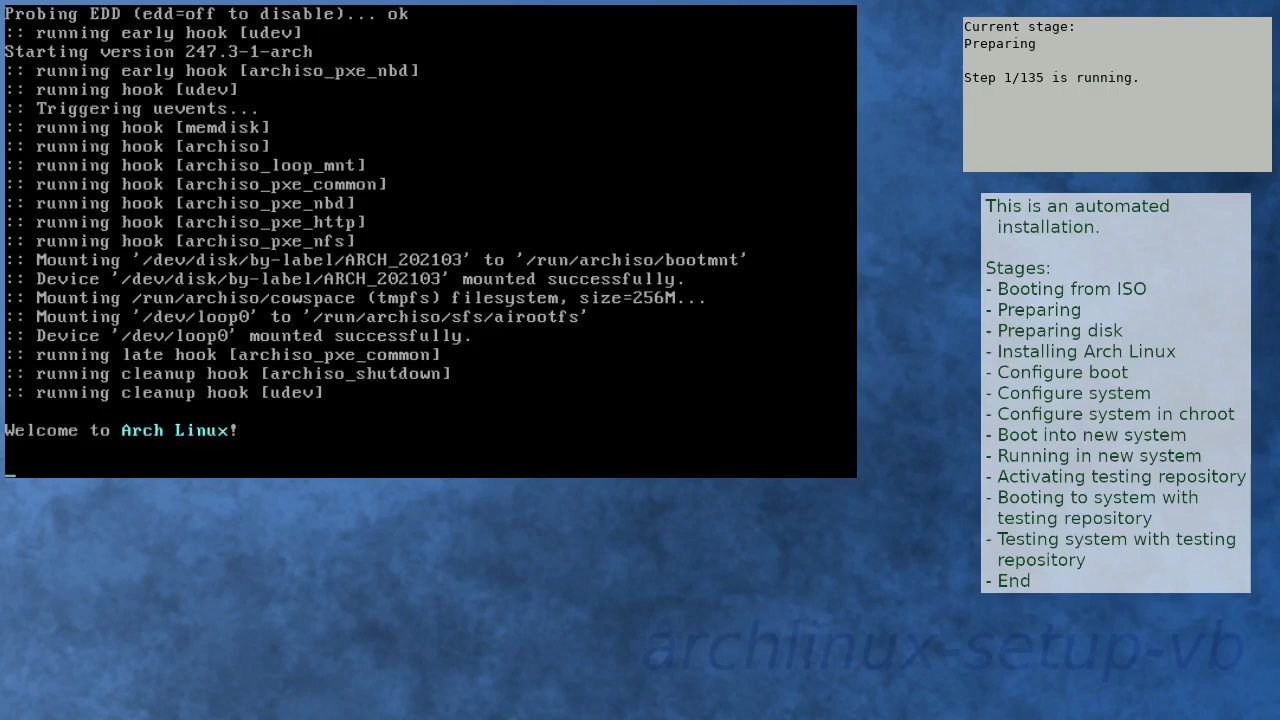 Probing EDD (edd=off to disable)... ok
:: running early hook [udev]
Starting version 247.3-1-arch
:: running early hook [archiso_pxe_nbd]
:: running hook [udev]
:: Triggering uevents...
:: running hook [memdisk]
:: running hook [archiso]
:: running hook [archiso_loop_mnt]
:: running hook [archiso_pxe_common]
:: running hook [archiso_pxe_nbd]
:: running hook [archiso_pxe_http]
:: running hook [archiso_pxe_nfs]
:: Mounting '/dev/disk/by-label/ARCH_202103' to '/run/archiso/bootmnt'
:: Device '/dev/disk/by-label/ARCH_202103' mounted successfully.
:: Mounting /run/archiso/cowspace (tmpfs) filesystem, size=256M...
:: Mounting '/dev/loop0' to '/run/archiso/sfs/airootfs'
:: Device '/dev/loop0' mounted successfully.
:: running late hook [archiso_pxe_common]
:: running cleanup hook [archiso_shutdown]
:: running cleanup hook [udev]
Welcome to Arch Linux!
Current stage:
Preparing
Step 1/135 is running.
This is an automated
installation.
Stages:
- Booting from ISO
- Preparing
- Preparing disk
- Installing Arch Linux
- Configure boot
- Configure system
- Configure system in chroot
- Boot into new system
- Running in new system
- Activating testing repository
- Booting to system with
testing repository
- Testing system with testing
repository
- End
archlinux-setup-vb